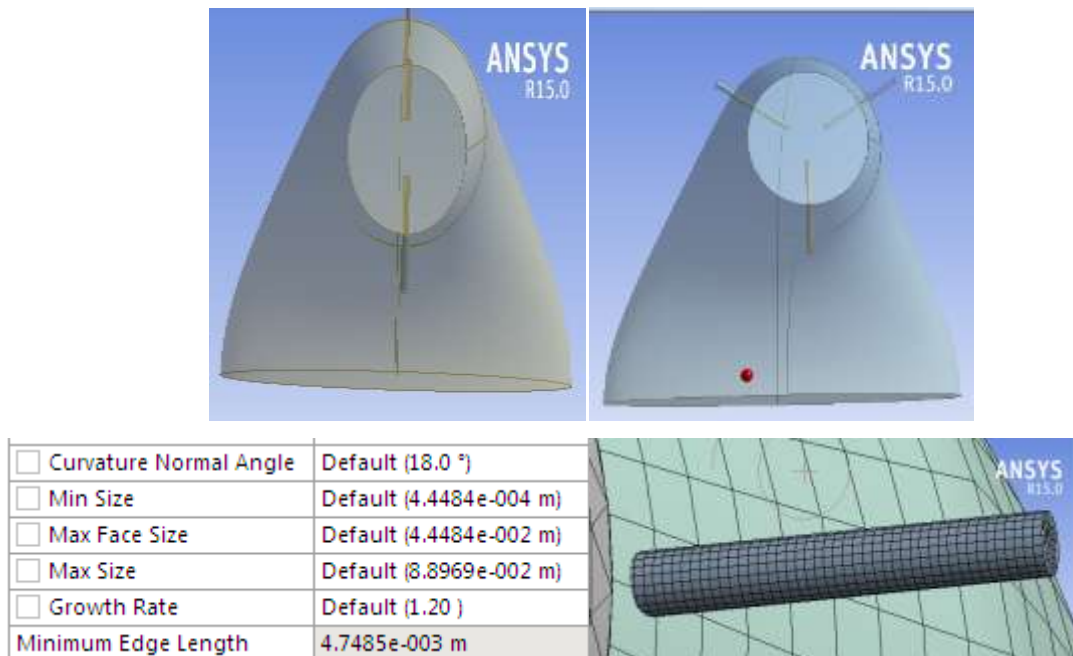 ANSYS
R15.0
ANSYS
R15.0
Curvature Normal Angle Default (18.0 °)
Min Size Default (4.4484e-004 m)
Max Face Size Default (4.4484e-002 m)
Max Size Default (8.8969e-002 m)
Growth Rate Default (1.20 )
Minimum Edge Length 4.7485e-003 m
ANSYS
R15.0